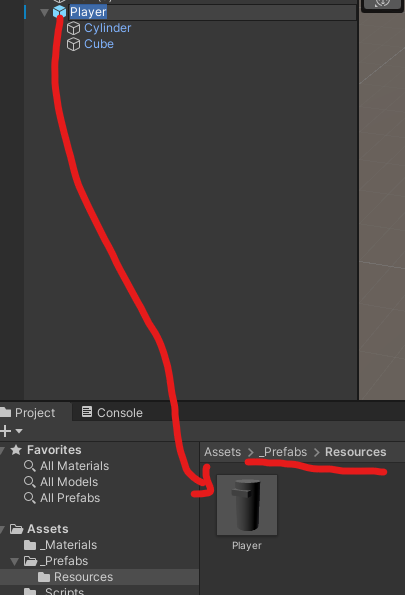 Player
Cylinder
Cube
Project
Console
Favorites
All Materials
All Models
All Prefabs
Assets
_Materials
_Prefabs
Resources
_Scripts
Assets > _Prefabs > Resources
Player